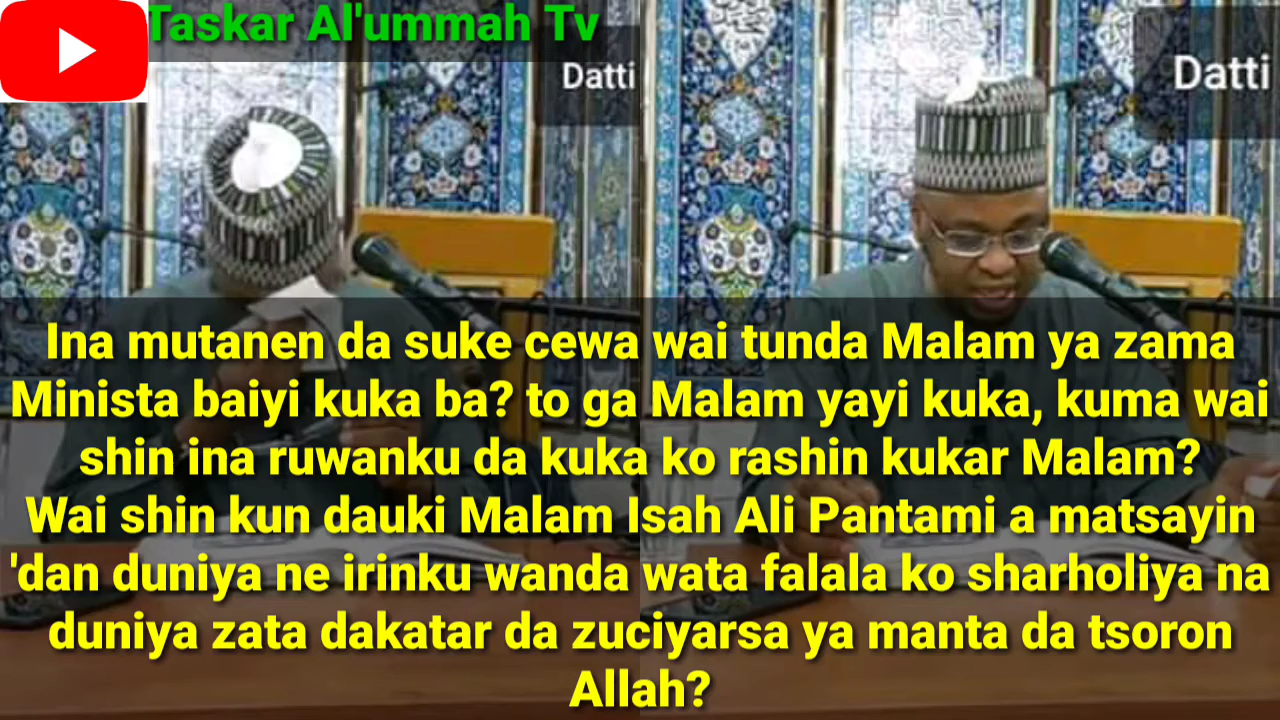 Taskar Al'ummah Tv
Datti
Datti
Ina mutanen da suke cewa wai tunda Malam ya zama
Minista baiyi kuka ba? to ga Malam yayi kuka, kuma wai
shin ina ruwanku da kuka ko rashin kukar Malam?
Wai shin kun dauki Malam Isah Ali Pantami a matsayin
'dan duniya ne irinku wanda wata falala ko sharholiya na
duniya zata dakatar da zuciyarsa ya manta da tsoron
Allah?